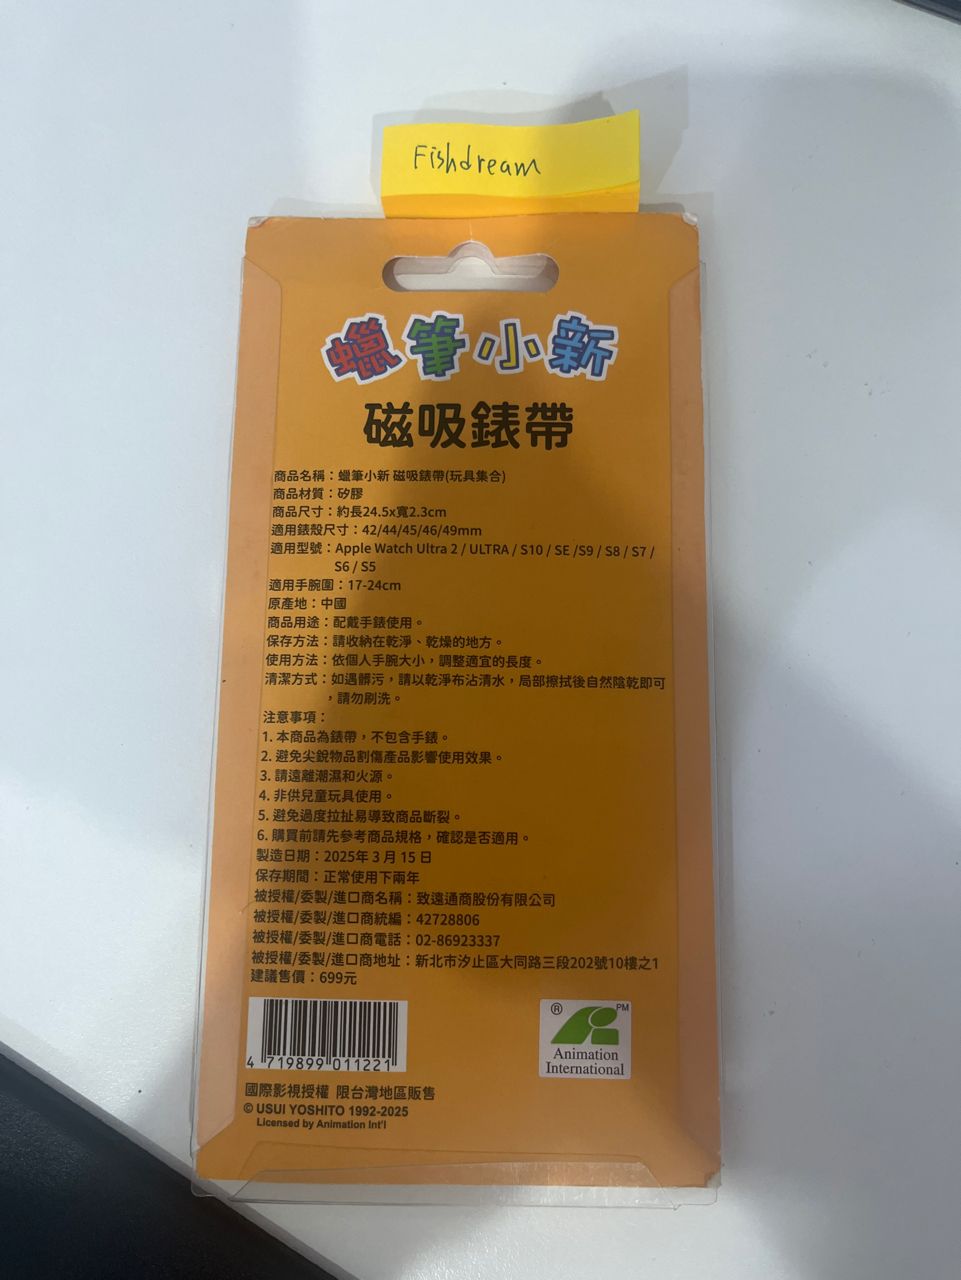 Fishdream
蠟筆小新
磁吸錶帶
商品名稱：蠟筆小新 磁吸錶帶(玩具集合)
商品材質：矽膠
商品尺寸：約長24.5x寬2.3cm
適用錶殼尺寸：42/44/45/46/49mm
適用型號：Apple Watch Ultra 2 / ULTRA / S10 / SE /S9 / S8 / S7 /
S6 / S5
適用手腕圍：17-24cm
原產地：中國
商品用途：配戴手錶使用。
保存方法：請收納在乾淨、乾燥的地方。
使用方法：依個人手腕大小，調整適宜的長度。
清潔方式：如遇髒污，請以乾淨布沾清水，局部擦拭後自然陰乾即可
，請勿刷洗。
注意事項：
1. 本商品為錶帶，不包含手錶。
2. 避免尖銳物品割傷產品影響使用效果。
3. 請遠離潮濕和火源。
4. 非供兒童玩具使用。
5. 避免過度拉扯易導致商品斷裂。
6. 購買前請先參考商品規格，確認是否適用。
製造日期：2025年 3 月 15 日
保存期間：正常使用下兩年
被授權/委製/進口商名稱：致遠通商股份有限公司
被授權/委製/進口商統編：42728806
被授權/委製/進口商電話：02-86923337
被授權/委製/進口商地址：新北市汐止區大同路三段202號10樓之1
建議售價：699元
4 719899 011221
® PM
Animation
International
國際影視授權 限台灣地區販售
© USUI YOSHITO 1992-2025
Licensed by Animation Int'l